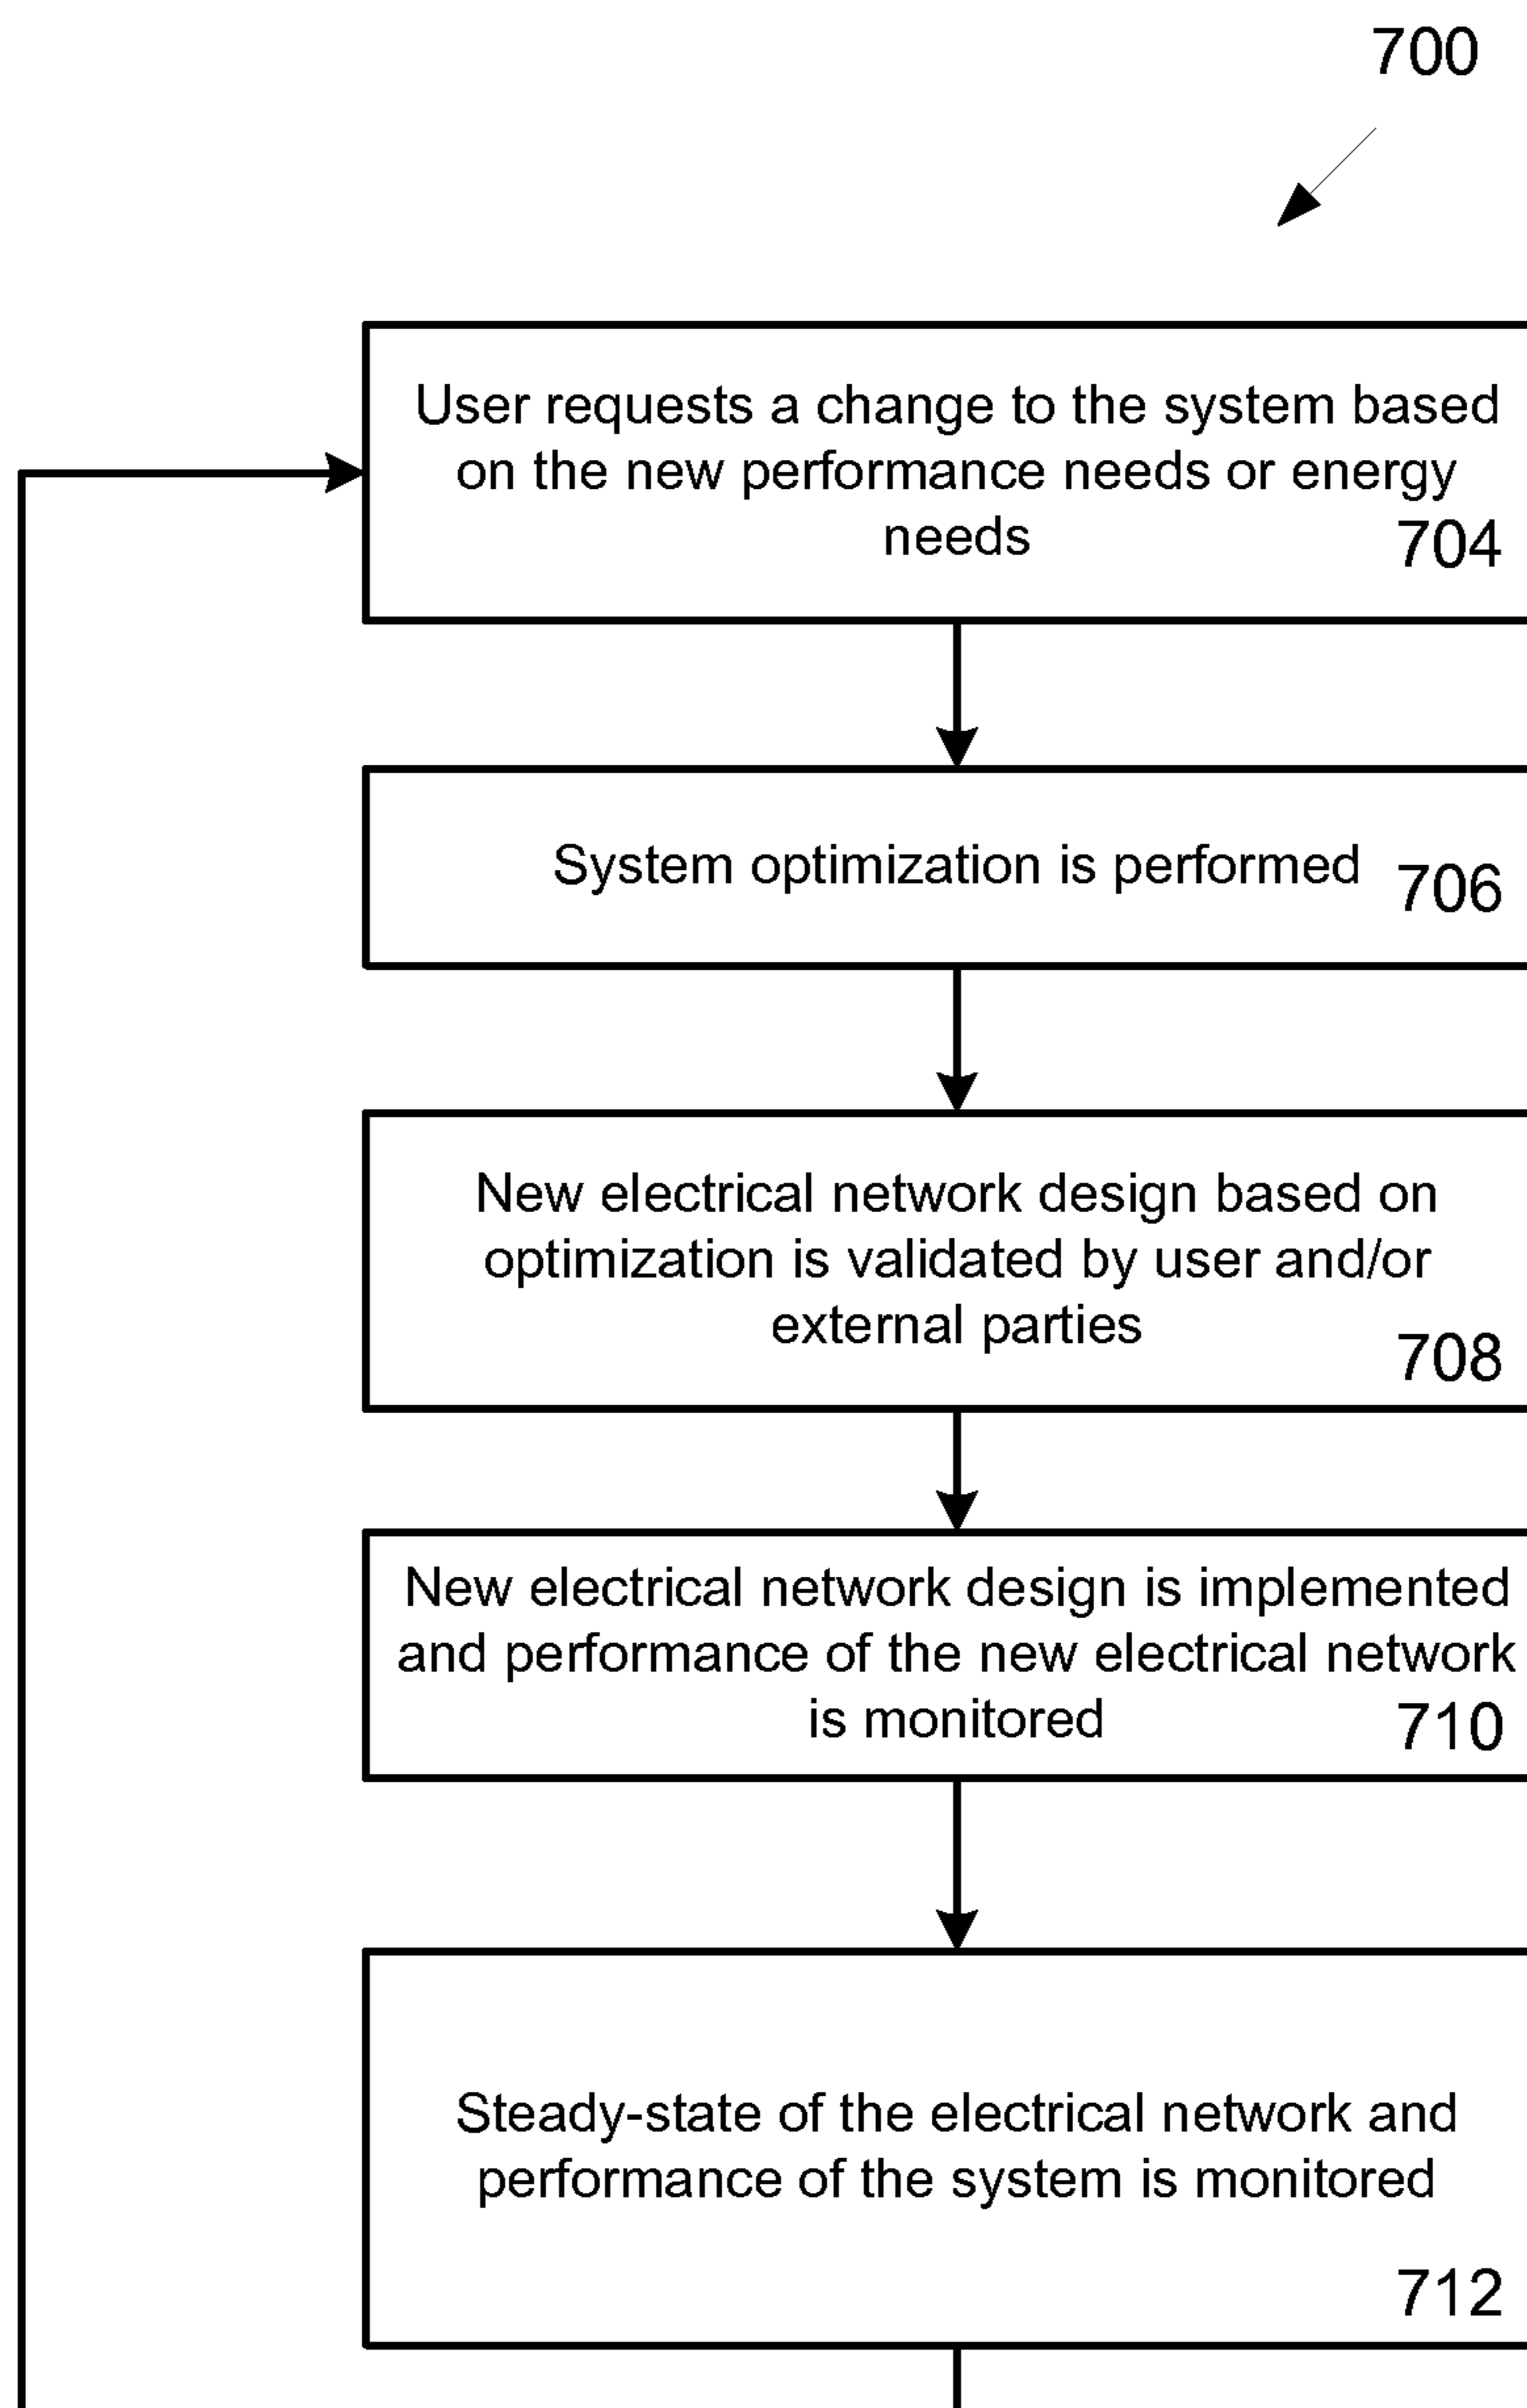 700
User requests a change to the system based
on the new performance needs or energy
needs
704
System optimization is performed
706
New electrical network design based on
optimization is validated by user and/or
external parties
708
New electrical network design is implemented
and performance of the new electrical network
is monitored
710
Steady-state of the electrical network and
performance of the system is monitored
712